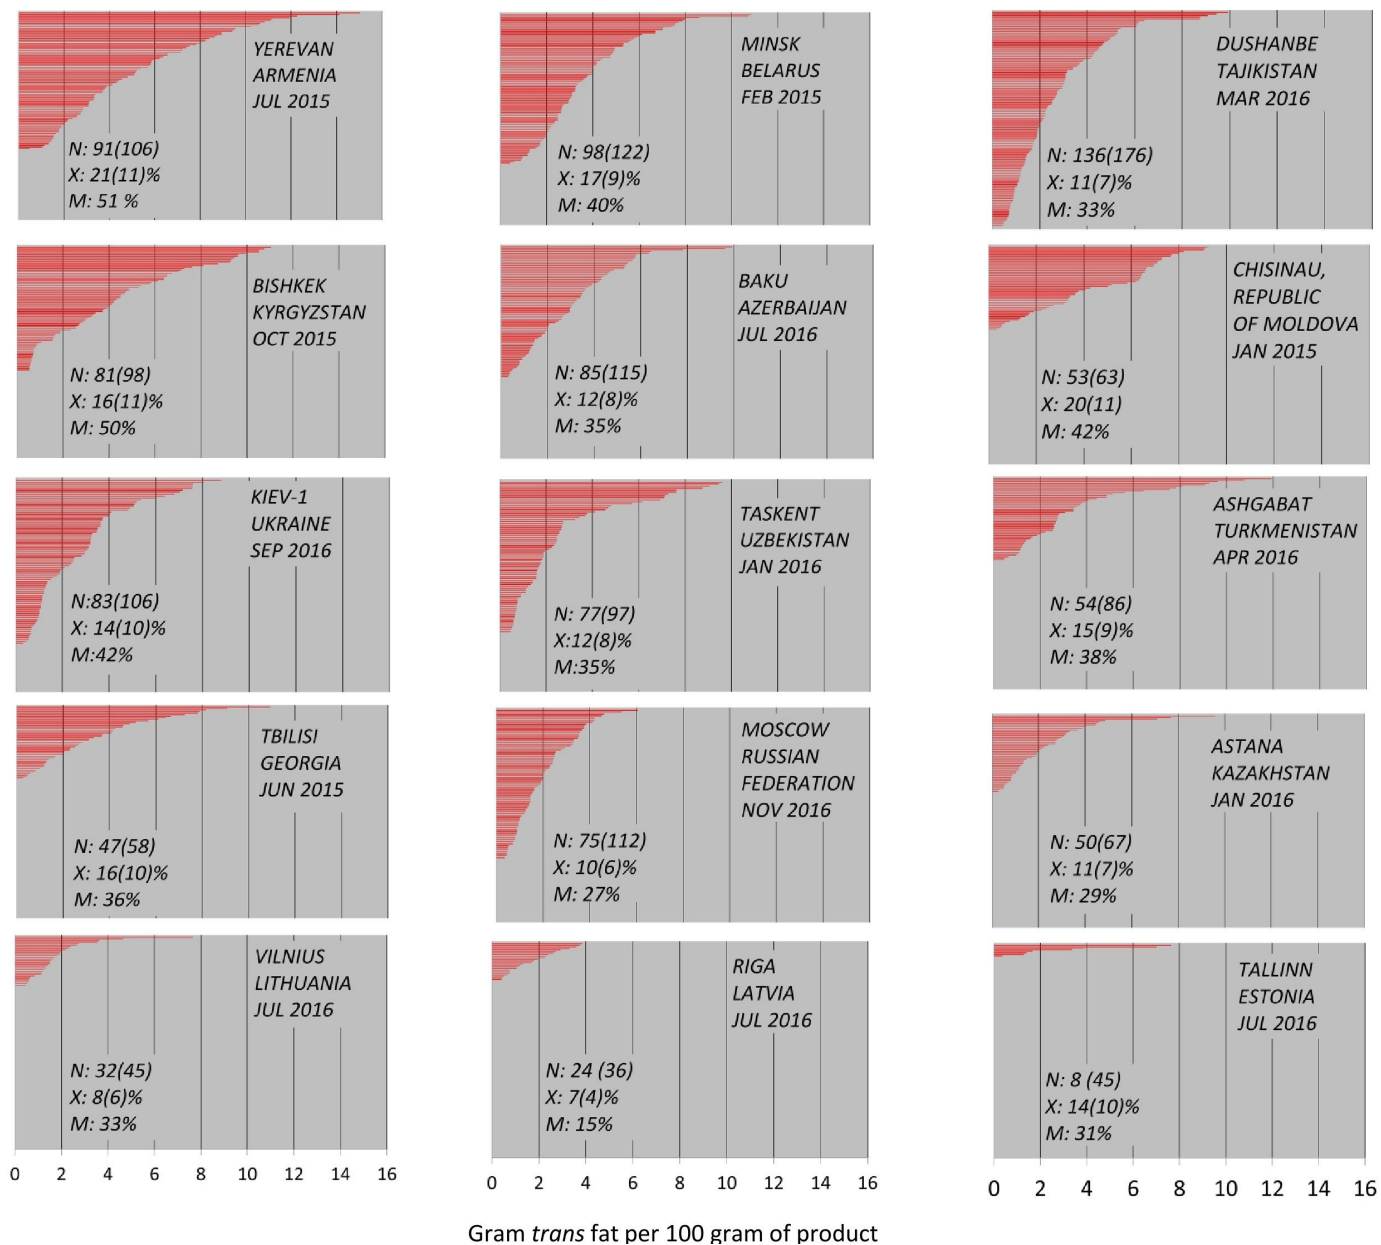 YEREVAN
ARMENIA
JUL 2015
N: 91(106)
X: 21(11)%
M: 51 %
MINSK
BELARUS
FEB 2015
N: 98(122)
X: 17(9)%
M: 40%
DUSHANBE
TAJIKISTAN
MAR 2016
N: 136(176)
X: 11(7)%
M: 33%
BISHKEK
KYRGYZSTAN
OCT 2015
N: 81(98)
X: 16(11)%
M: 50%
BAKU
AZERBAIJAN
JUL 2016
N: 85(115)
X: 12(8)%
M: 35%
CHISINAU,
REPUBLIC
OF MOLDOVA
JAN 2015
N: 53(63)
X: 20(11)
M: 42%
KIEV-1
UKRAINE
SEP 2016
N:83(106)
X: 14(10)%
M:42%
TASKENT
UZBEKISTAN
JAN 2016
N: 77(97)
X:12(8)%
M:35%
ASHGABAT
TURKMENISTAN
APR 2016
N: 54(86)
X: 15(9)%
M: 38%
TBILISI
GEORGIA
JUN 2015
N: 47(58)
X: 16(10)%
M: 36%
MOSCOW
RUSSIAN
FEDERATION
NOV 2016
N: 75(112)
X: 10(6)%
M: 27%
ASTANA
KAZAKHSTAN
JAN 2016
N: 50(67)
X: 11(7)%
M: 29%
VILNIUS
LITHUANIA
JUL 2016
N: 32(45)
X: 8(6)%
M: 33%
RIGA
LATVIA
JUL 2016
N: 24 (36)
X: 7(4)%
M: 15%
TALLINN
ESTONIA
JUL 2016
N: 8 (45)
X: 14(10)%
M: 31%
0 2 4 6 8 10 12 14 16
0 2 4 6 8 10 12 14 16
0 2 4 6 8 10 12 14 16
Gram trans fat per 100 gram of product